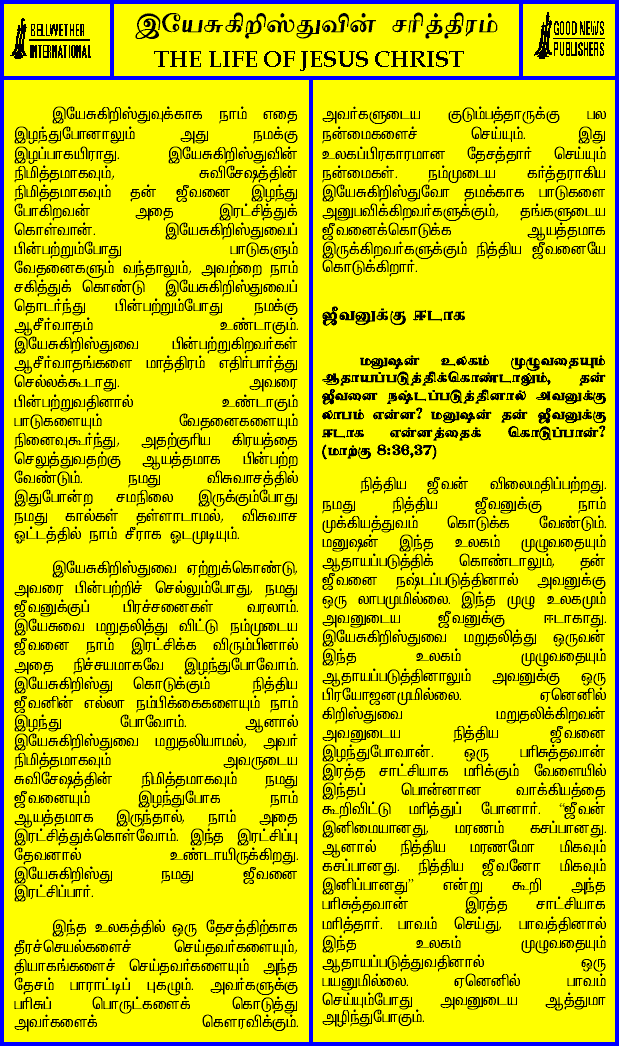 BELLWETHER
INTERNATIONAL
இயேசுகிறிஸ்துவின் சரித்திரம்
THE LIFE OF JESUS CHRIST
GOOD NEWS
PUBLISHERS
இயேசுகிறிஸ்துவுக்காக நாம் எதை
இழந்துபோனாலும் அது நமக்கு
இழப்பாகயிராது. இயேசுகிறிஸ்துவின்
நிமித்தமாகவும், சுவிசேஷத்தின்
நிமித்தமாகவும் தன் ஜீவனை இழந்து
போகிறவன் அதை இரட்சித்துக்
கொள்வான். இயேசுகிறிஸ்துவைப்
பின்பற்றும்போது பாடுகளும்
வேதனைகளும் வந்தாலும், அவற்றை நாம்
சகித்துக் கொண்டு இயேசுகிறிஸ்துவைப்
தொடர்ந்து பின்பற்றும்போது நமக்கு
ஆசீர்வாதம் உண்டாகும்.
இயேசுகிறிஸ்துவை பின்பற்றுகிறவர்கள்
ஆசீர்வாதங்களை மாத்திரம் எதிர்பார்த்து
செல்லக்கூடாது. அவரை
பின்பற்றுவதினால் உண்டாகும்
பாடுகளையும் வேதனைகளையும்
நினைவுகூர்ந்து, அதற்குரிய கிரயத்தை
செலுத்துவதற்கு ஆயத்தமாக பின்பற்ற
வேண்டும். நமது விசுவாசத்தில்
இதுபோன்ற சமநிலை இருக்கும்போது
நமது கால்கள் தள்ளாடாமல், விசுவாச
ஓட்டத்தில் நாம் சீராக ஓடமுடியும்.
இயேசுகிறிஸ்துவை ஏற்றுக்கொண்டு,
அவரை பின்பற்றிச் செல்லும்போது, நமது
ஜீவனுக்குப் பிரச்சனைகள் வரலாம்.
இயேசுவை மறுதலித்து விட்டு நம்முடைய
ஜீவனை நாம் இரட்சிக்க விரும்பினால்
அதை நிச்சயமாகவே இழந்துபோவோம்.
இயேசுகிறிஸ்து கொடுக்கும் நித்திய
ஜீவனின் எல்லா நம்பிக்கைகளையும் நாம்
இழந்து போவோம். ஆனால்
இயேசுகிறிஸ்துவை மறுதலியாமல், அவர்
நிமித்தமாகவும் அவருடைய
சுவிசேஷத்தின் நிமித்தமாகவும் நமது
ஜீவனையும் இழந்துபோக நாம்
ஆயத்தமாக இருந்தால், நாம் அதை
இரட்சித்துக்கொள்வோம். இந்த இரட்சிப்பு
தேவனால் உண்டாயிருக்கிறது.
இயேசுகிறிஸ்து நமது ஜீவனை
இரட்சிப்பார்.
இந்த உலகத்தில் ஒரு தேசத்திற்காக
தீரச்செயல்களைச் செய்தவர்களையும்,
தியாகங்களைச் செய்தவர்களையும் அந்த
தேசம் பாராட்டிப் புகழும். அவர்களுக்கு
பரிசுப் பொருட்களைக் கொடுத்து
அவர்களைக் கௌரவிக்கும்.
அவர்களுடைய குடும்பத்தாருக்கு பல
நன்மைகளைச் செய்யும். இது
உலகப்பிரகாரமான தேசத்தார் செய்யும்
நன்மைகள். நம்முடைய கர்த்தராகிய
இயேசுகிறிஸ்துவோ தமக்காக பாடுகளை
அனுபவிக்கிறவர்களுக்கும், தங்களுடைய
ஜீவனைக்கொடுக்க ஆயத்தமாக
இருக்கிறவர்களுக்கும் நித்திய ஜீவனையே
கொடுக்கிறார்.
ஜீவனுக்கு ஈடாக
மனுஷன் உலகம் முழுவதையும்
ஆதாயப்படுத்திக்கொண்டாலும், தன்
ஜீவனை நஷ்டப்படுத்தினால் அவனுக்கு
லாபம் என்ன? மனுஷன் தன் ஜீவனுக்கு
ஈடாக என்னத்தைக் கொடுப்பான்?
(மாற்கு 8:36,37)
நித்திய ஜீவன் விலைமதிப்பற்றது.
நமது நித்திய ஜீவனுக்கு நாம்
முக்கியத்துவம் கொடுக்க வேண்டும்.
மனுஷன் இந்த உலகம் முழுவதையும்
ஆதாயப்படுத்திக் கொண்டாலும், தன்
ஜீவனை நஷ்டப்படுத்தினால் அவனுக்கு
ஒரு லாபமுமில்லை. இந்த முழு உலகமும்
அவனுடைய ஜீவனுக்கு ஈடாகாது.
இயேசுகிறிஸ்துவை மறுதலித்து ஒருவன்
இந்த உலகம் முழுவதையும்
ஆதாயப்படுத்தினாலும் அவனுக்கு ஒரு
பிரயோஜனமுமில்லை. ஏனெனில்
கிறிஸ்துவை மறுதலிக்கிறவன்
அவனுடைய நித்திய ஜீவனை
இழந்துபோவான். ஒரு பரிசுத்தவான்
இரத்த சாட்சியாக மரிக்கும் வேளையில்
இந்தப் பொன்னான வாக்கியத்தை
கூறிவிட்டு மரித்துப் போனார். “ஜீவன்
இனிமையானது, மரணம் கசப்பானது.
ஆனால் நித்திய மரணமோ மிகவும்
கசப்பானது. நித்திய ஜீவனோ மிகவும்
இனிப்பானது” என்று கூறி அந்த
பரிசுத்தவான் இரத்த சாட்சியாக
மரித்தார். பாவம் செய்து, பாவத்தினால்
இந்த உலகம் முழுவதையும்
ஆதாயப்படுத்துவதினால் ஒரு
பயனுமில்லை. ஏனெனில் பாவம்
செய்யும்போது அவனுடைய ஆத்துமா
அழிந்துபோகும்.